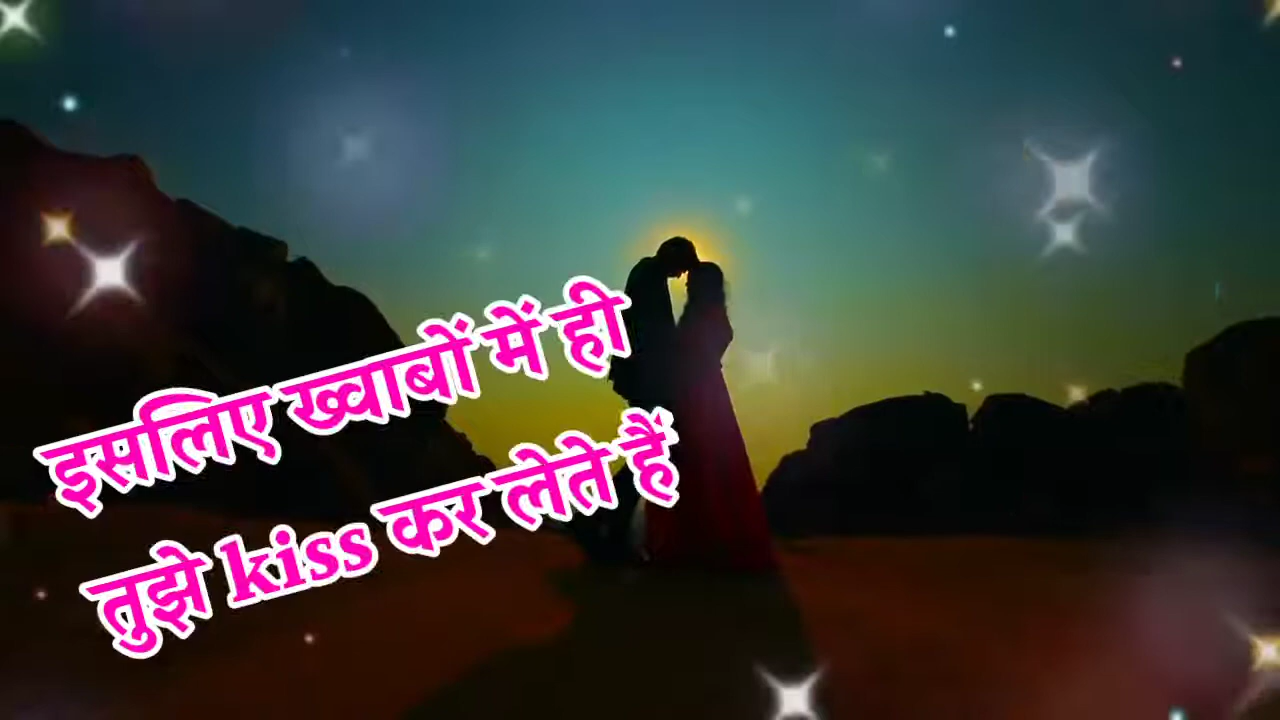 इसलिए ख्वाबों में ही
तुझे kiss कर लेते हैं